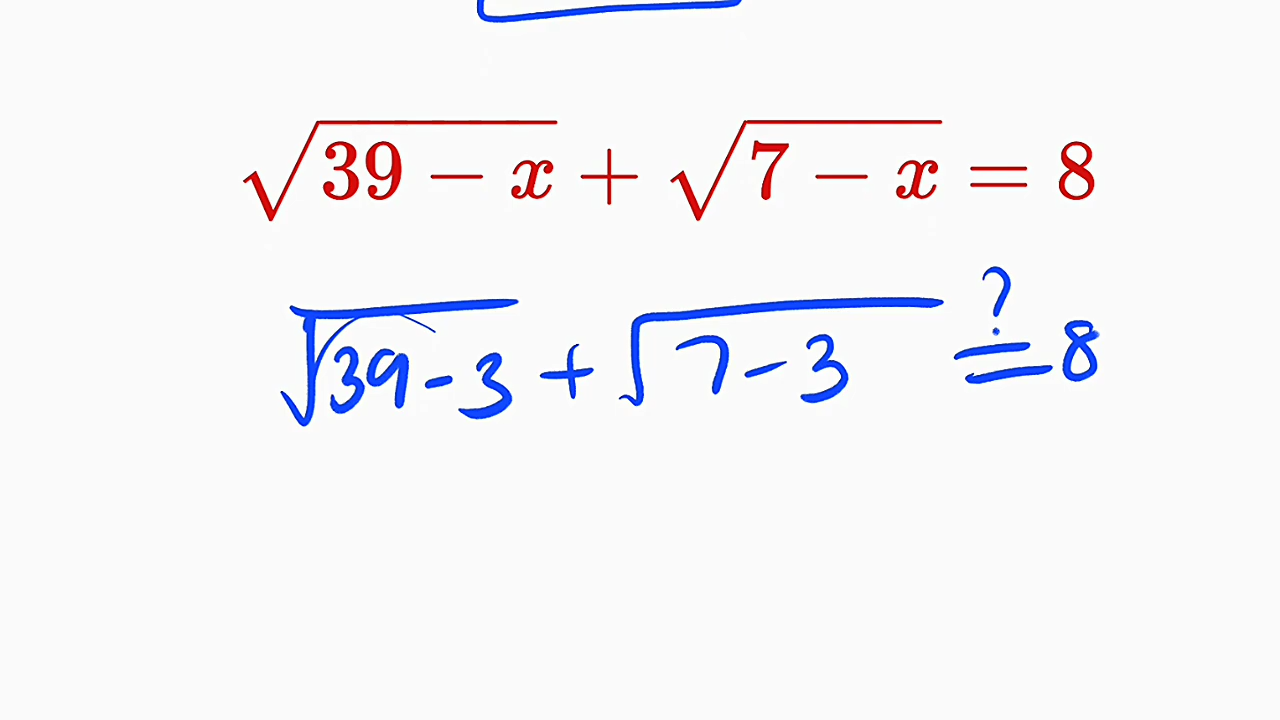 √(39 − x) + √(7 − x) = 8
√(39 - 3) + √(7 - 3) ≟ 8